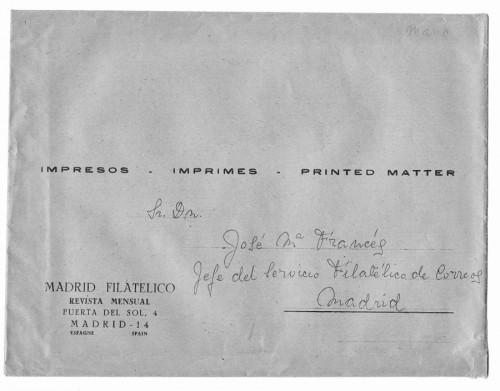 IMPRESOS - IMPRIMES - PRINTED MATTER
Sr. Dn.
José Mª Francés
Jefe del Servicio Filatélico de Correos
Madrid
MADRID FILATELICO
REVISTA MENSUAL
PUERTA DEL SOL, 4
MADRID-14
ESPAGNE SPAIN